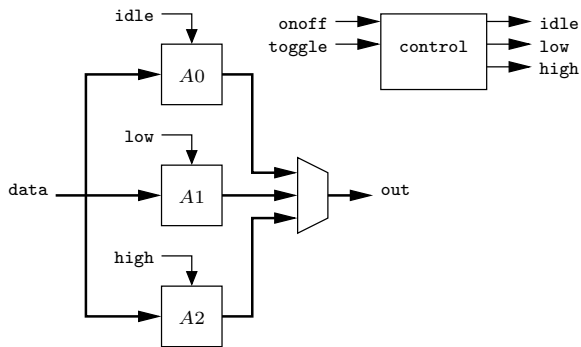 idle
A0
low
data
A1
out
high
A2
onoff
toggle
control
idle
low
high